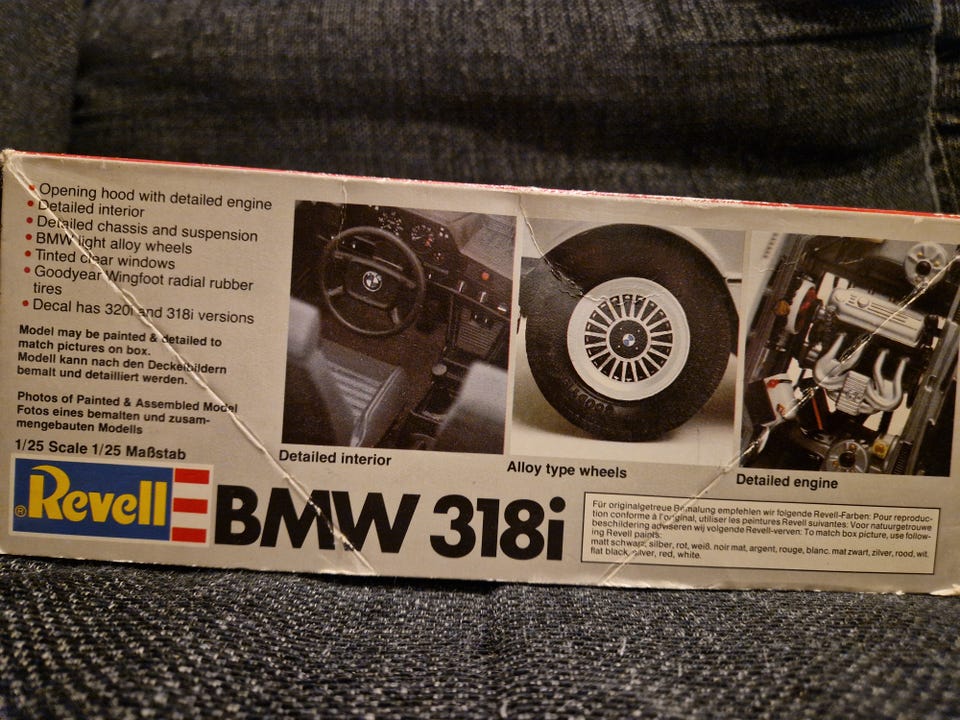 • Opening hood with detailed engine
• Detailed interior
• Detailed chassis and suspension
• BMW light alloy wheels
• Tinted clear windows
• Goodyear Wingfoot radial rubber
tires
• Decal has 320i and 318i versions
Model may be painted & detailed to
match pictures on box.
Modell kann nach den Deckelbildern
bemalt und detailliert werden.
Photos of Painted & Assembled Model
Fotos eines bemalten und zusam-
mengebauten Modells
1/25 Scale 1/25 Maßstab
® Revell
BMW 318i
Detailed interior
Alloy type wheels
Detailed engine
Für originalgetreue Bemalung empfehlen wir folgende Revell-Farben: Pour reproduc-
tion conforme à l'original, utiliser les peintures Revell suivantes: Voor natuurgetrouwe
beschildering adviseren wij volgende Revell-verven: To match box picture, use follow-
ing Revell paints:
matt schwarz, silber, rot, weiß. noir mat, argent, rouge, blanc. mat zwart, zilver, rood, wit.
flat black, silver, red, white.